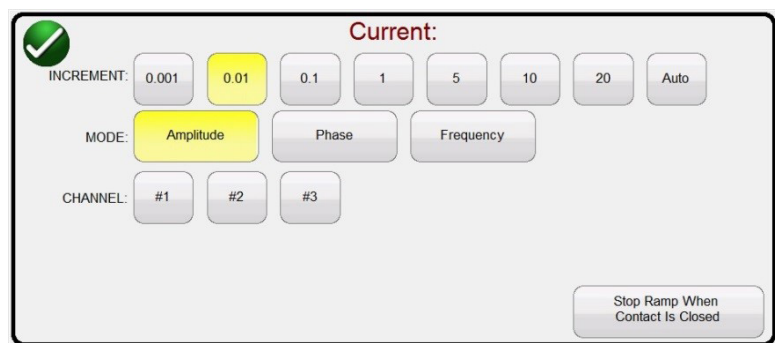 Current:
INCREMENT: 0.001 0.01 0.1 1 5 10 20 Auto
MODE: Amplitude Phase Frequency
CHANNEL: #1 #2 #3
Stop Ramp When
Contact Is Closed